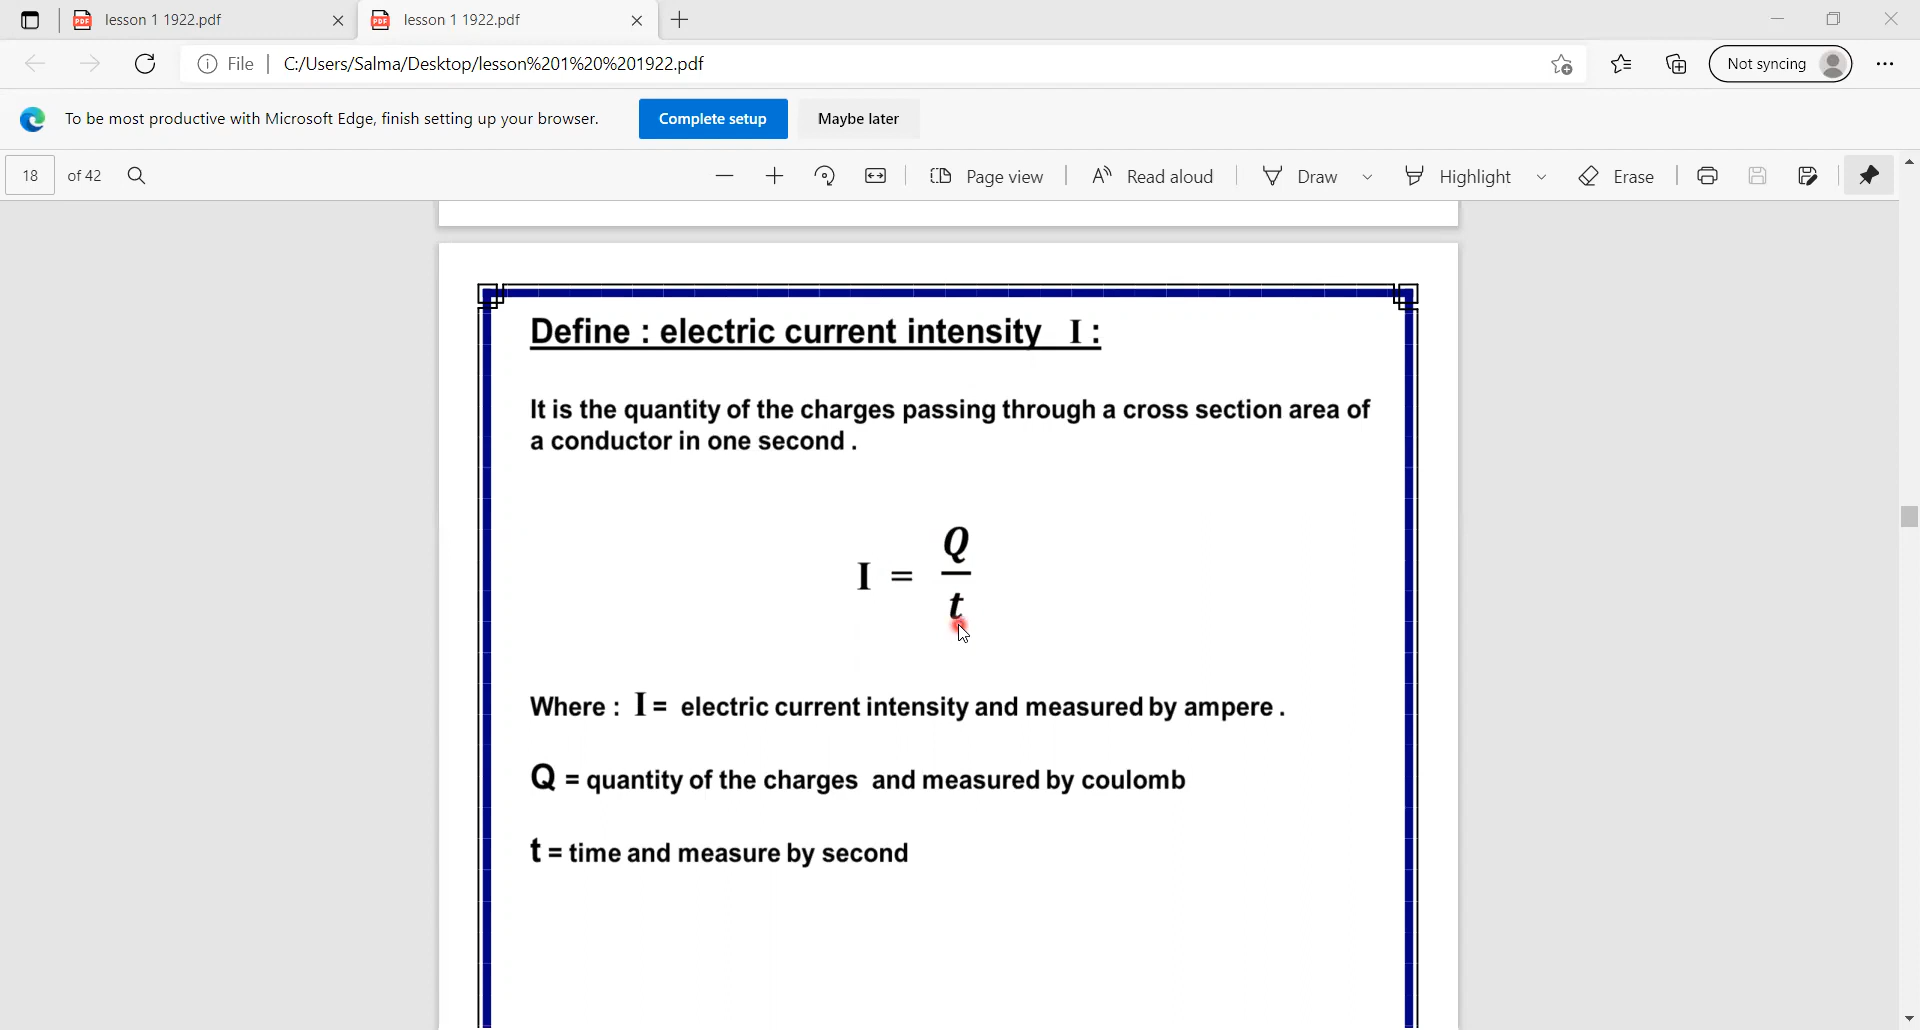 lesson 1 1922.pdf
lesson 1 1922.pdf
File C:/Users/Salma/Desktop/lesson%201%20%201922.pdf
Not syncing
To be most productive with Microsoft Edge, finish setting up your browser. Complete setup Maybe later
18 of 42 Page view Read aloud Draw Highlight Erase
Define : electric current intensity I :
It is the quantity of the charges passing through a cross section area of
a conductor in one second .
I = Q
t
Where : I = electric current intensity and measured by ampere .
Q = quantity of the charges and measured by coulomb
t = time and measure by second